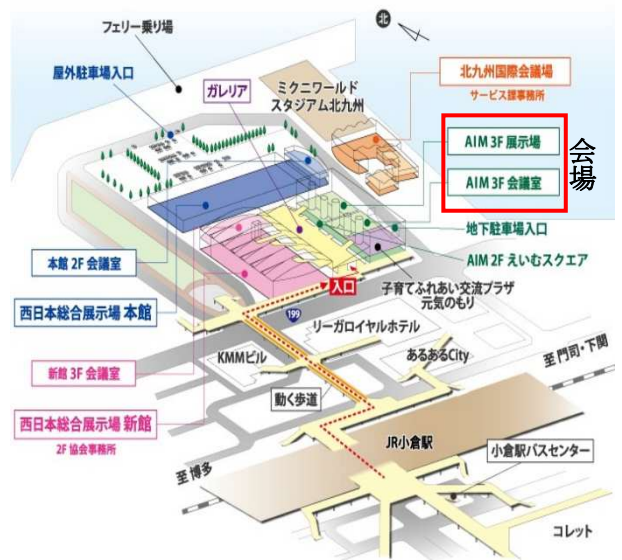 フェリー乗り場
北
屋外駐車場入口
ガレリア
ミクニワールド
スタジアム北九州
北九州国際会議場
サービス課事務所
AIM 3F 展示場
AIM 3F 会議室
会場
地下駐車場入口
AIM 2F えいむスクエア
本館 2F 会議室
入口
子育てふれあい交流プラザ
元気のもり
西日本総合展示場 本館
199
リーガロイヤルホテル
KMMビル
あるあるCity
至門司・下関
新館 3F 会議室
動く歩道
西日本総合展示場 新館
2F 協会事務所
JR小倉駅
小倉駅バスセンター
至博多
コレット